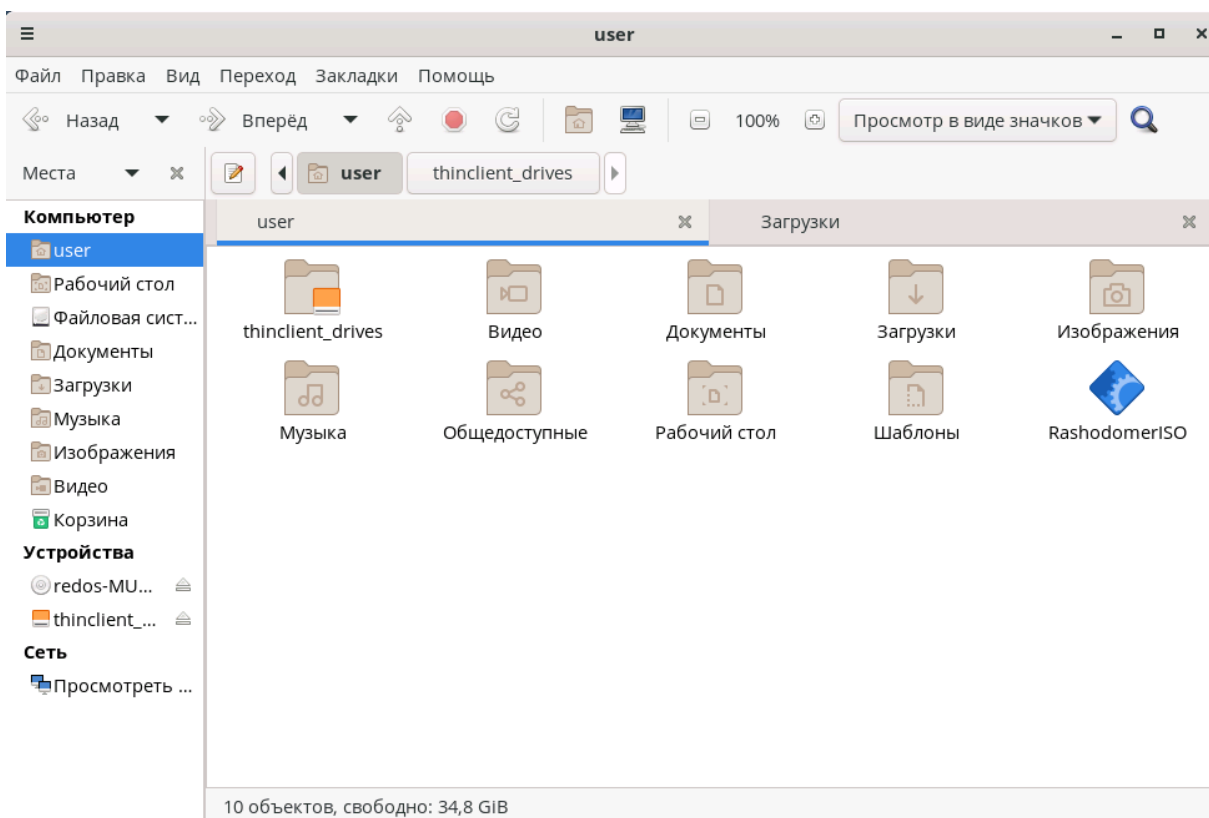 user
Файл Правка Вид Переход Закладки Помощь
Назад Вперёд 100% Просмотр в виде значков
Места user thinclient_drives
Компьютер
user
Рабочий стол
Файловая сист...
Документы
Загрузки
Музыка
Изображения
Видео
Корзина
Устройства
redos-MU...
thinclient_...
Сеть
Просмотреть ...
user Загрузки
thinclient_drives Видео Документы Загрузки Изображения
Музыка Общедоступные Рабочий стол Шаблоны RashodomerISO
10 объектов, свободно: 34,8 GiB